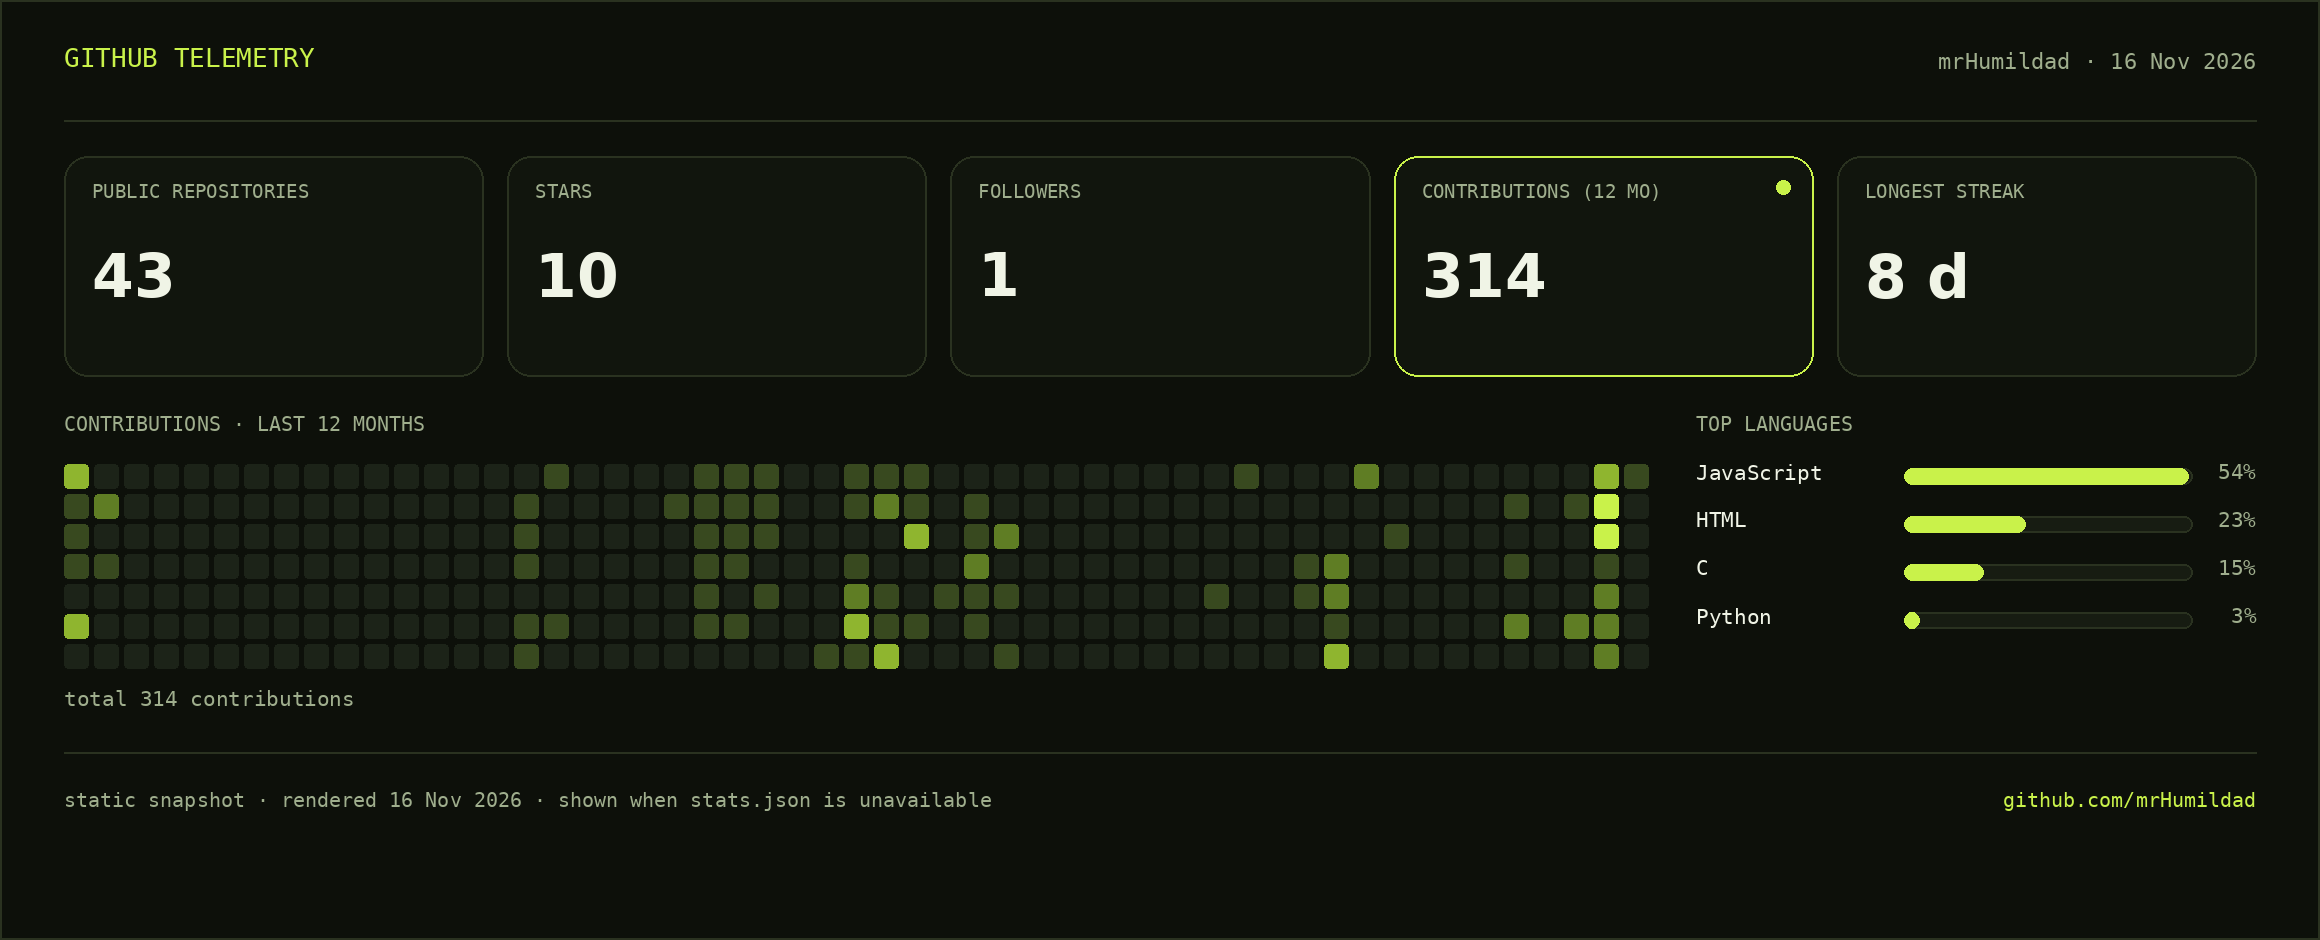 GITHUB TELEMETRY
mrHumildad · 16 Nov 2026
PUBLIC REPOSITORIES
43
STARS
10
FOLLOWERS
1
CONTRIBUTIONS (12 MO)
314
LONGEST STREAK
8 d
CONTRIBUTIONS · LAST 12 MONTHS
total 314 contributions
TOP LANGUAGES
JavaScript 54%
HTML 23%
C 15%
Python 3%
static snapshot · rendered 16 Nov 2026 · shown when stats.json is unavailable
github.com/mrHumildad